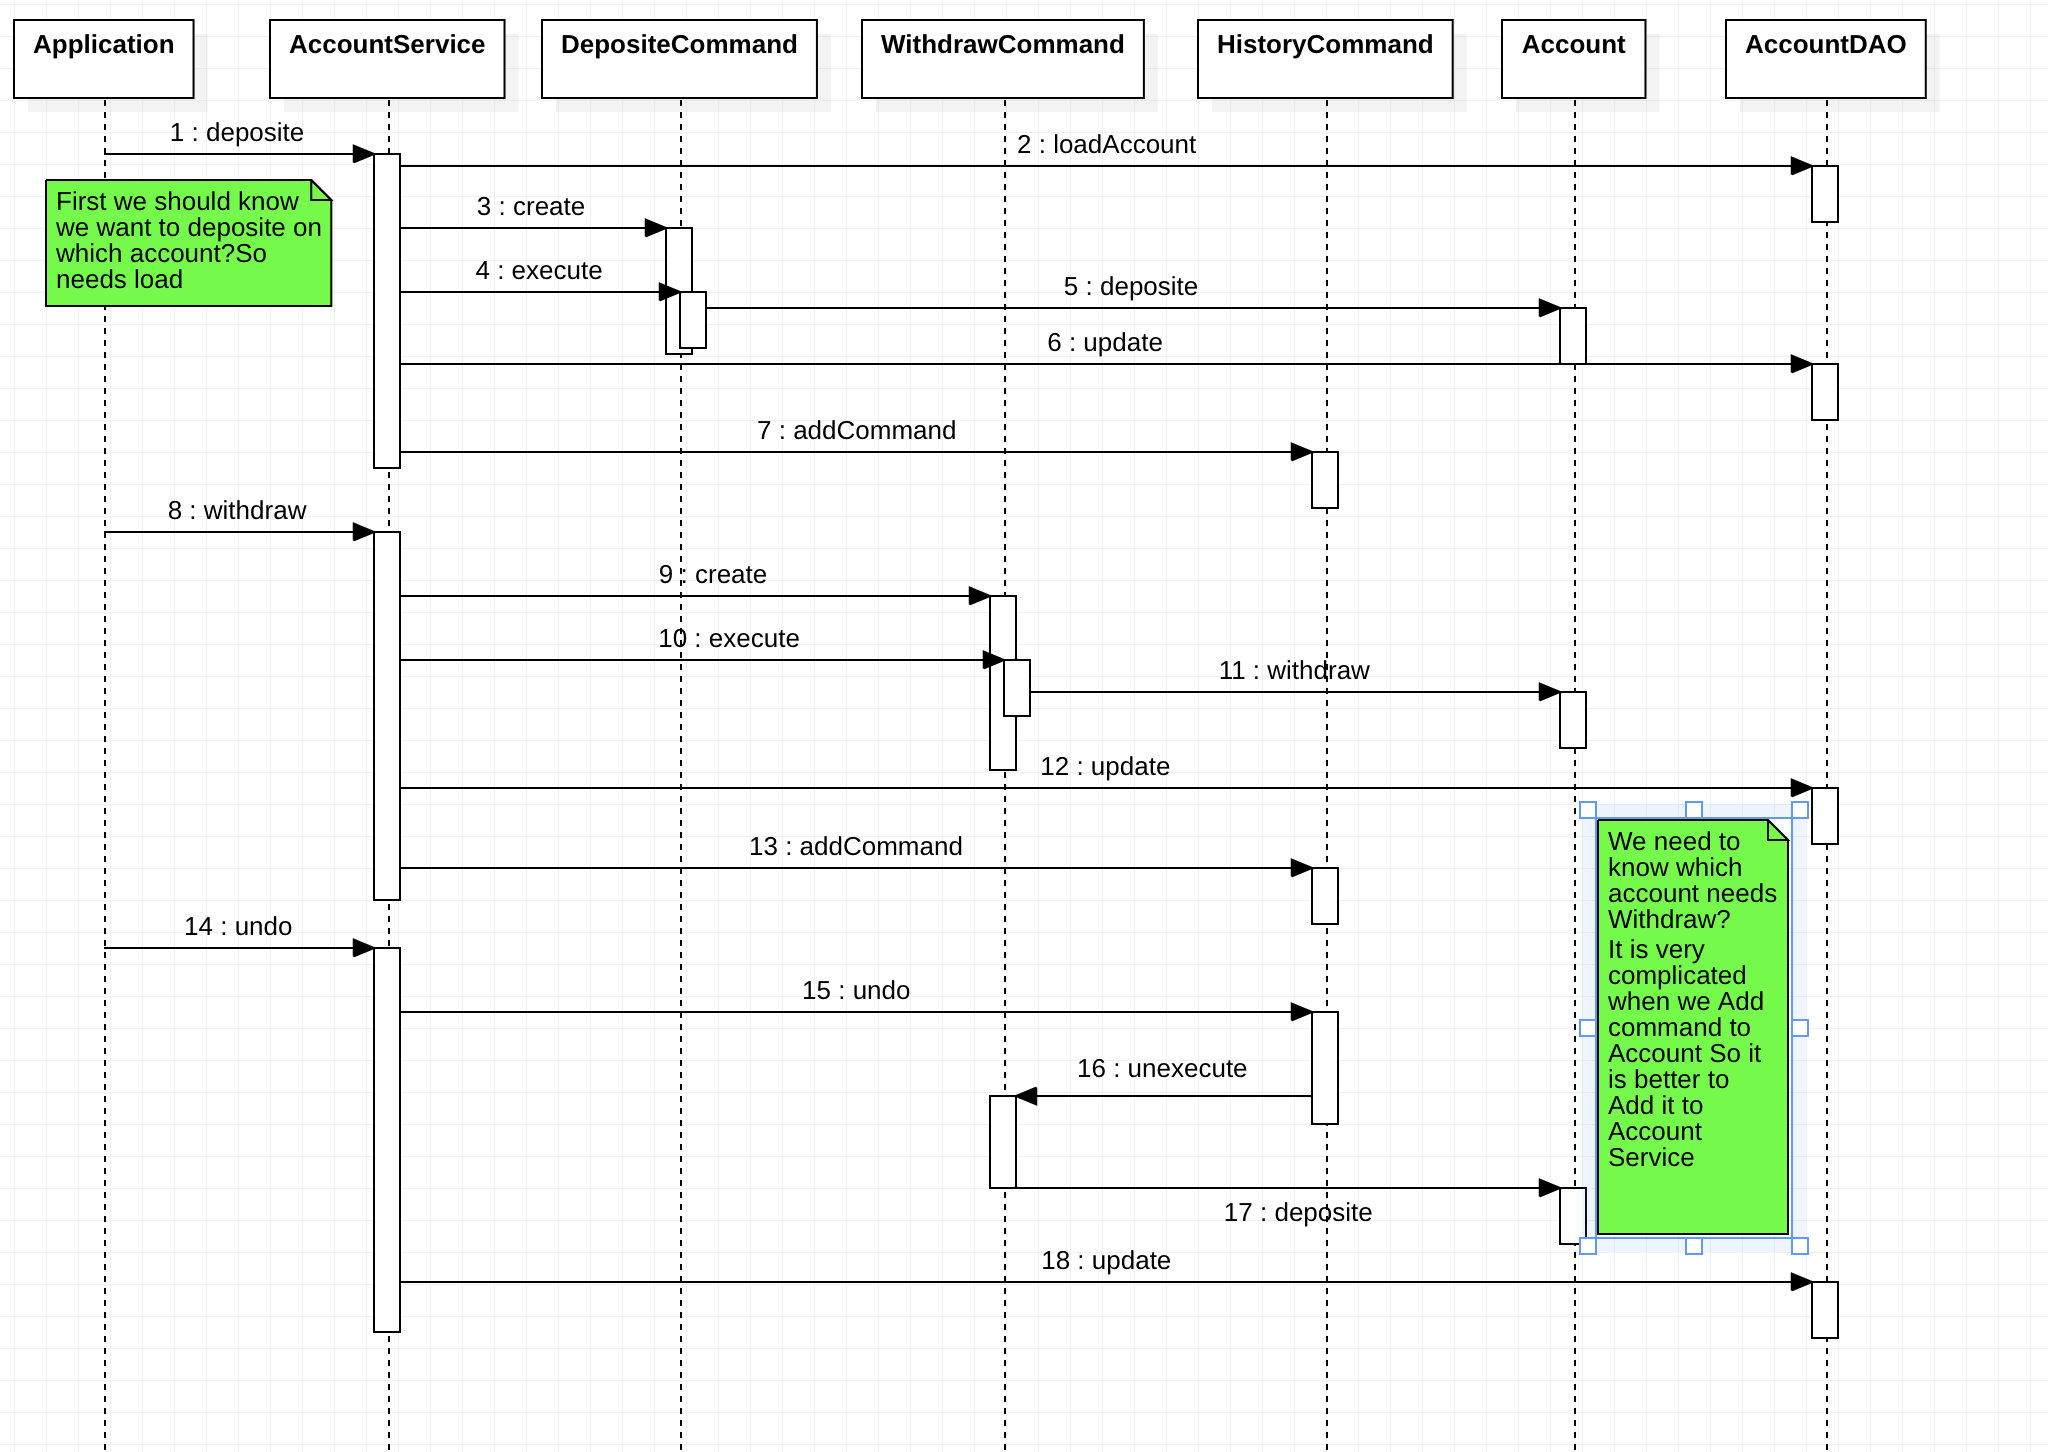 Application
AccountService
DepositeCommand
WithdrawCommand
HistoryCommand
Account
AccountDAO
1 : deposite
2 : loadAccount
First we should know
we want to deposite on
which account?So
needs load
3 : create
4 : execute
5 : deposite
6 : update
7 : addCommand
8 : withdraw
9 : create
10 : execute
11 : withdraw
12 : update
We need to
know which
account needs
Withdraw?
It is very
complicated
when we Add
command to
Account So it
is better to
Add it to
Account
Service
13 : addCommand
14 : undo
15 : undo
16 : unexecute
17 : deposite
18 : update